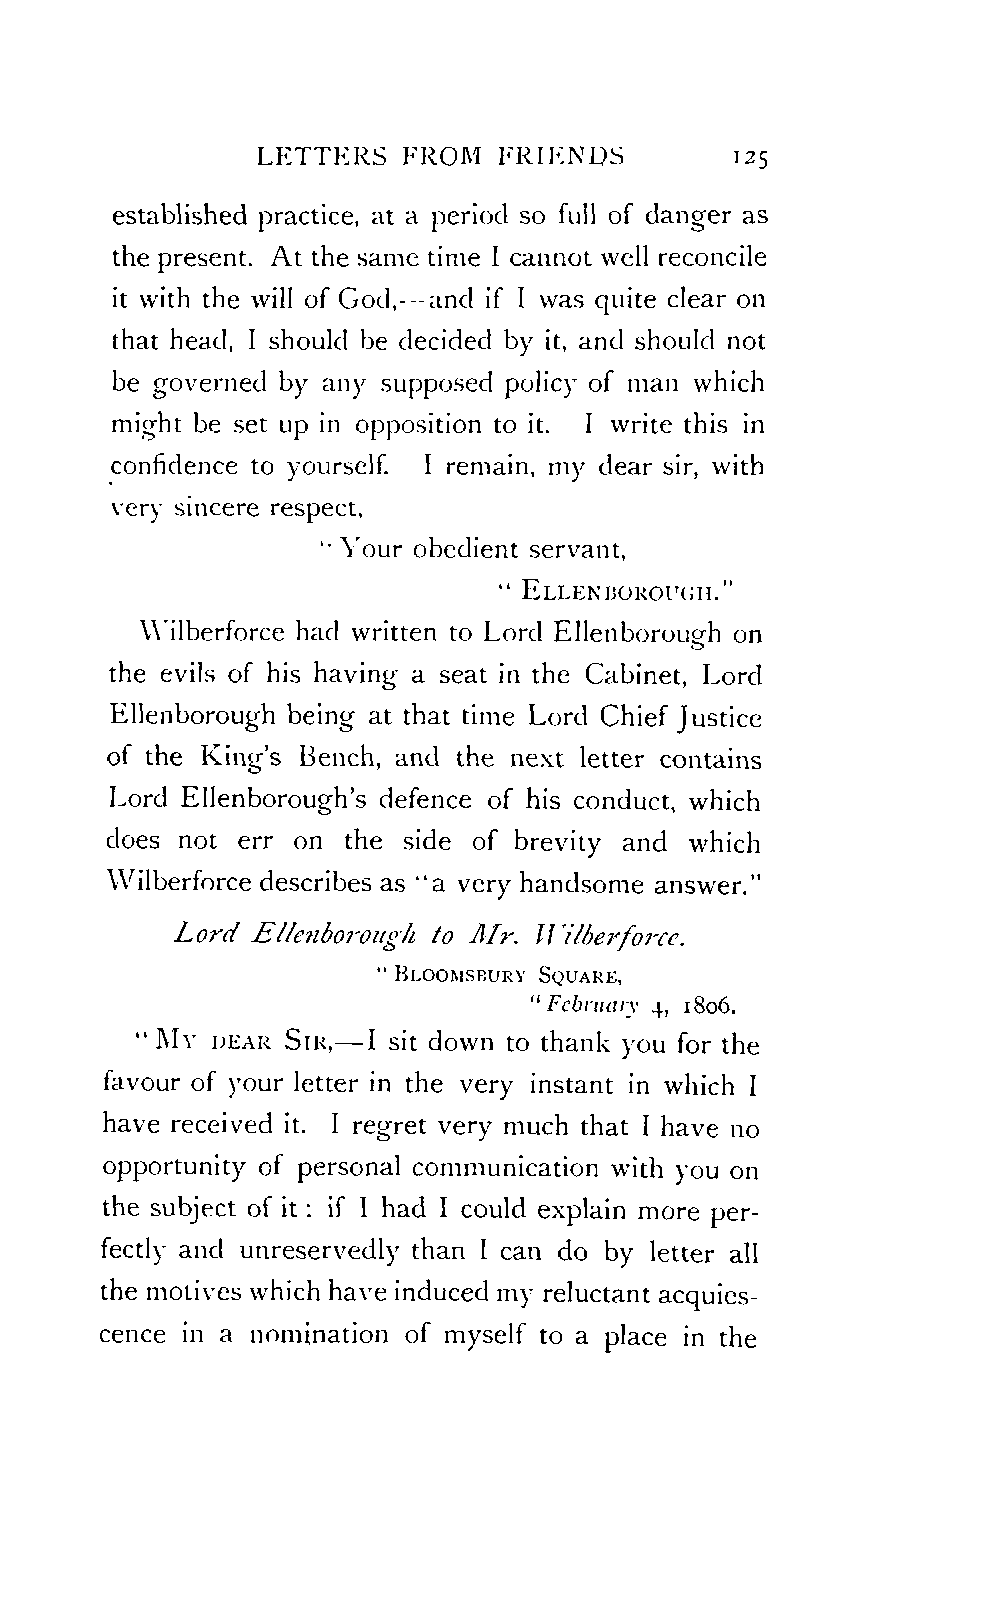 LETTERS FROM FRIENDS 125
established practice, at a period so full of danger as
the present. At the same time I cannot well reconcile
it with the will of God,—and if I was quite clear on
that head, I should be decided by it, and should not
be governed by any supposed policy of man which
might be set up in opposition to it. I write this in
confidence to yourself. I remain, my dear sir, with
very sincere respect,
"Your obedient servant,
"ELLENBOROUGH."
Wilberforce had written to Lord Ellenborough on
the evils of his having a seat in the Cabinet, Lord
Ellenborough being at that time Lord Chief Justice
of the King's Bench, and the next letter contains
Lord Ellenborough's defence of his conduct, which
does not err on the side of brevity and which
Wilberforce describes as "a very handsome answer."
Lord Ellenborough to Mr. Wilberforce.
"BLOOMSBURY SQUARE,
"February 4, 1806.
"MY DEAR SIR,—I sit down to thank you for the
favour of your letter in the very instant in which I
have received it. I regret very much that I have no
opportunity of personal communication with you on
the subject of it: if I had I could explain more per-
fectly and unreservedly than I can do by letter all
the motives which have induced my reluctant acquies-
cence in a nomination of myself to a place in the